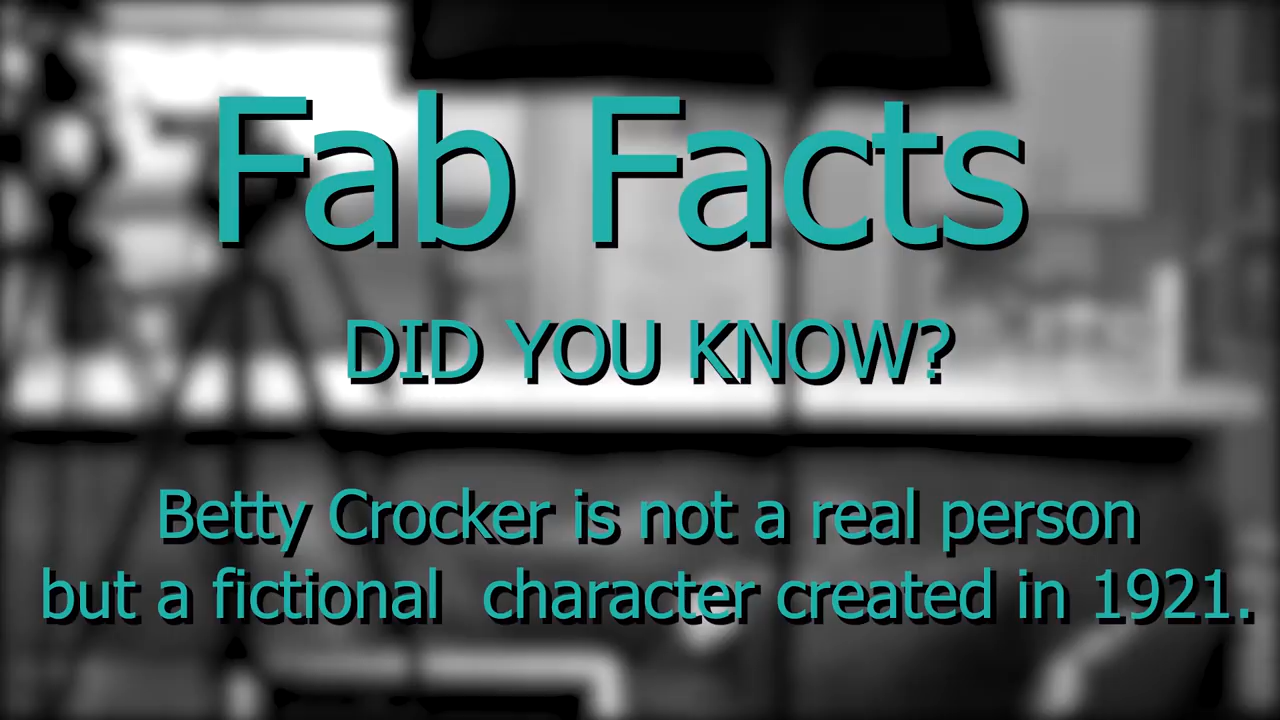 Fab Facts
DID YOU KNOW?
Betty Crocker is not a real person
but a fictional  character created in 1921.